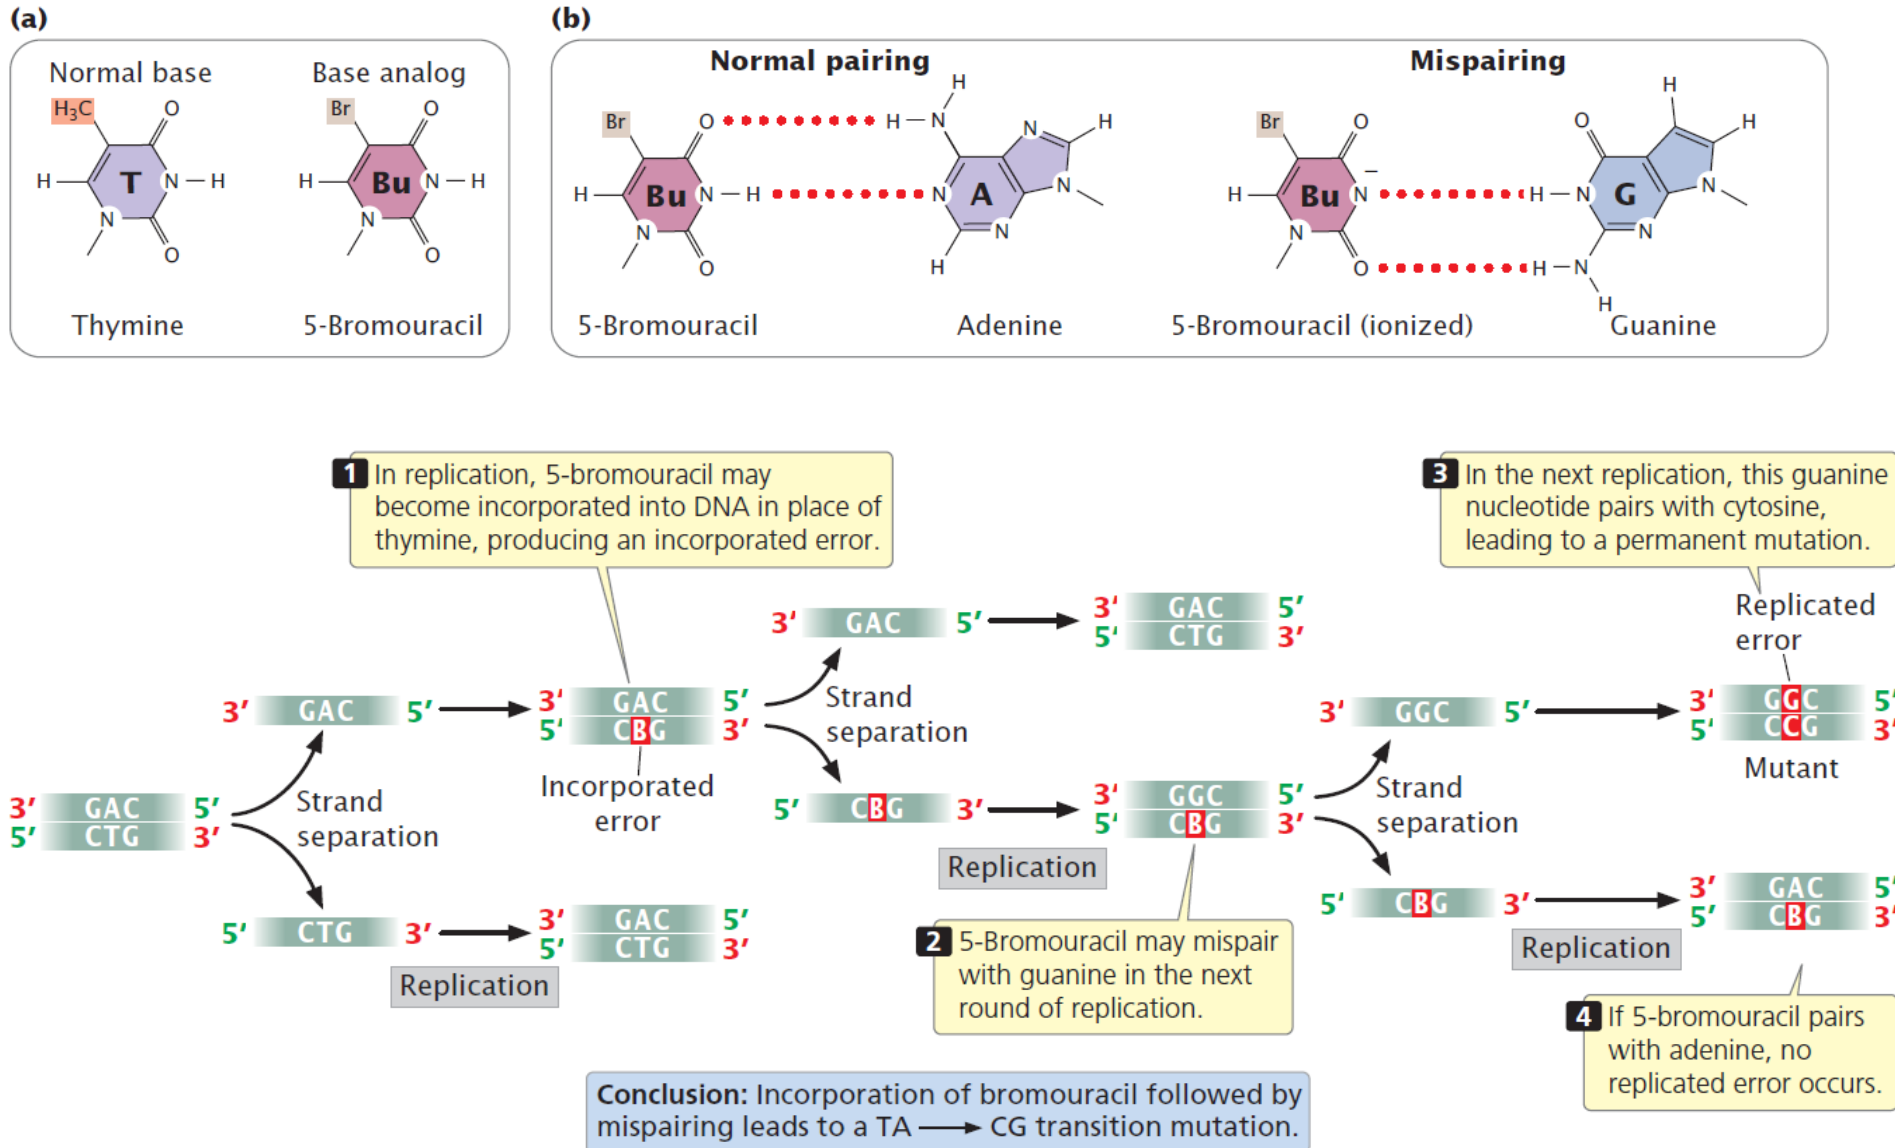 (a)
Normal base
Base analog
H₃C
O
H
T
N
H
N
O
Br
O
H
Bu
N
H
N
O
Thymine
5-Bromouracil
(b)
Normal pairing
Mispairing
Br
O
H
Bu
N
H
N
O
H
H
N
N
H
N
A
N
N
H
Br
O
H
Bu
N
−
N
O
H
O
H
H
N
G
N
N
H
N
H
5-Bromouracil
Adenine
5-Bromouracil (ionized)
Guanine
1 In replication, 5-bromouracil may
become incorporated into DNA in place of
thymine, producing an incorporated error.
3 In the next replication, this guanine
nucleotide pairs with cytosine,
leading to a permanent mutation.
3′ GAC 5′
5′ CTG 3′
Strand
separation
3′ GAC 5′
5′ CTG 3′
Replication
3′ GAC 5′
5′ CBG 3′
Incorporated
error
3′ GAC 5′
5′ CTG 3′
Strand
separation
3′ GAC 5′
5′ CBG 3′
Replication
3′ GAC 5′
5′ CTG 3′
3′ GGC 5′
5′ CBG 3′
2 5-Bromouracil may mispair
with guanine in the next
round of replication.
Strand
separation
3′ GGC 5′
5′ CBG 3′
Replication
Replicated
error
3′ GGC 5′
5′ CCG 3′
Mutant
3′ GAC 5′
5′ CBG 3′
4 If 5-bromouracil pairs
with adenine, no
replicated error occurs.
Conclusion: Incorporation of bromouracil followed by
mispairing leads to a TA → CG transition mutation.